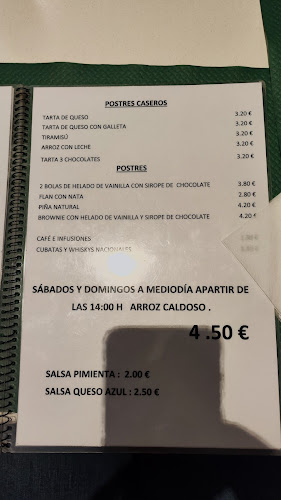 POSTRES CASEROS
TARTA DE QUESO 3.20 €
TARTA DE QUESO CON GALLETA 3.20 €
TIRAMISÚ 3.20 €
ARROZ CON LECHE 3.20 €
TARTA 3 CHOCOLATES 3.20 €
POSTRES
2 BOLAS DE HELADO DE VAINILLA CON SIROPE DE CHOCOLATE 3.80 €
FLAN CON NATA 2.80 €
PIÑA NATURAL 4.20 €
BROWNIE CON HELADO DE VAINILLA Y SIROPE DE CHOCOLATE 4.20 €
CAFÉ E INFUSIONES
CUBATAS Y WHISKYS NACIONALES
SÁBADOS Y DOMINGOS A MEDIODÍA APARTIR DE
LAS 14:00 H ARROZ CALDOSO .
4 .50 €
SALSA PIMIENTA : 2.00 €
SALSA QUESO AZUL : 2.50 €